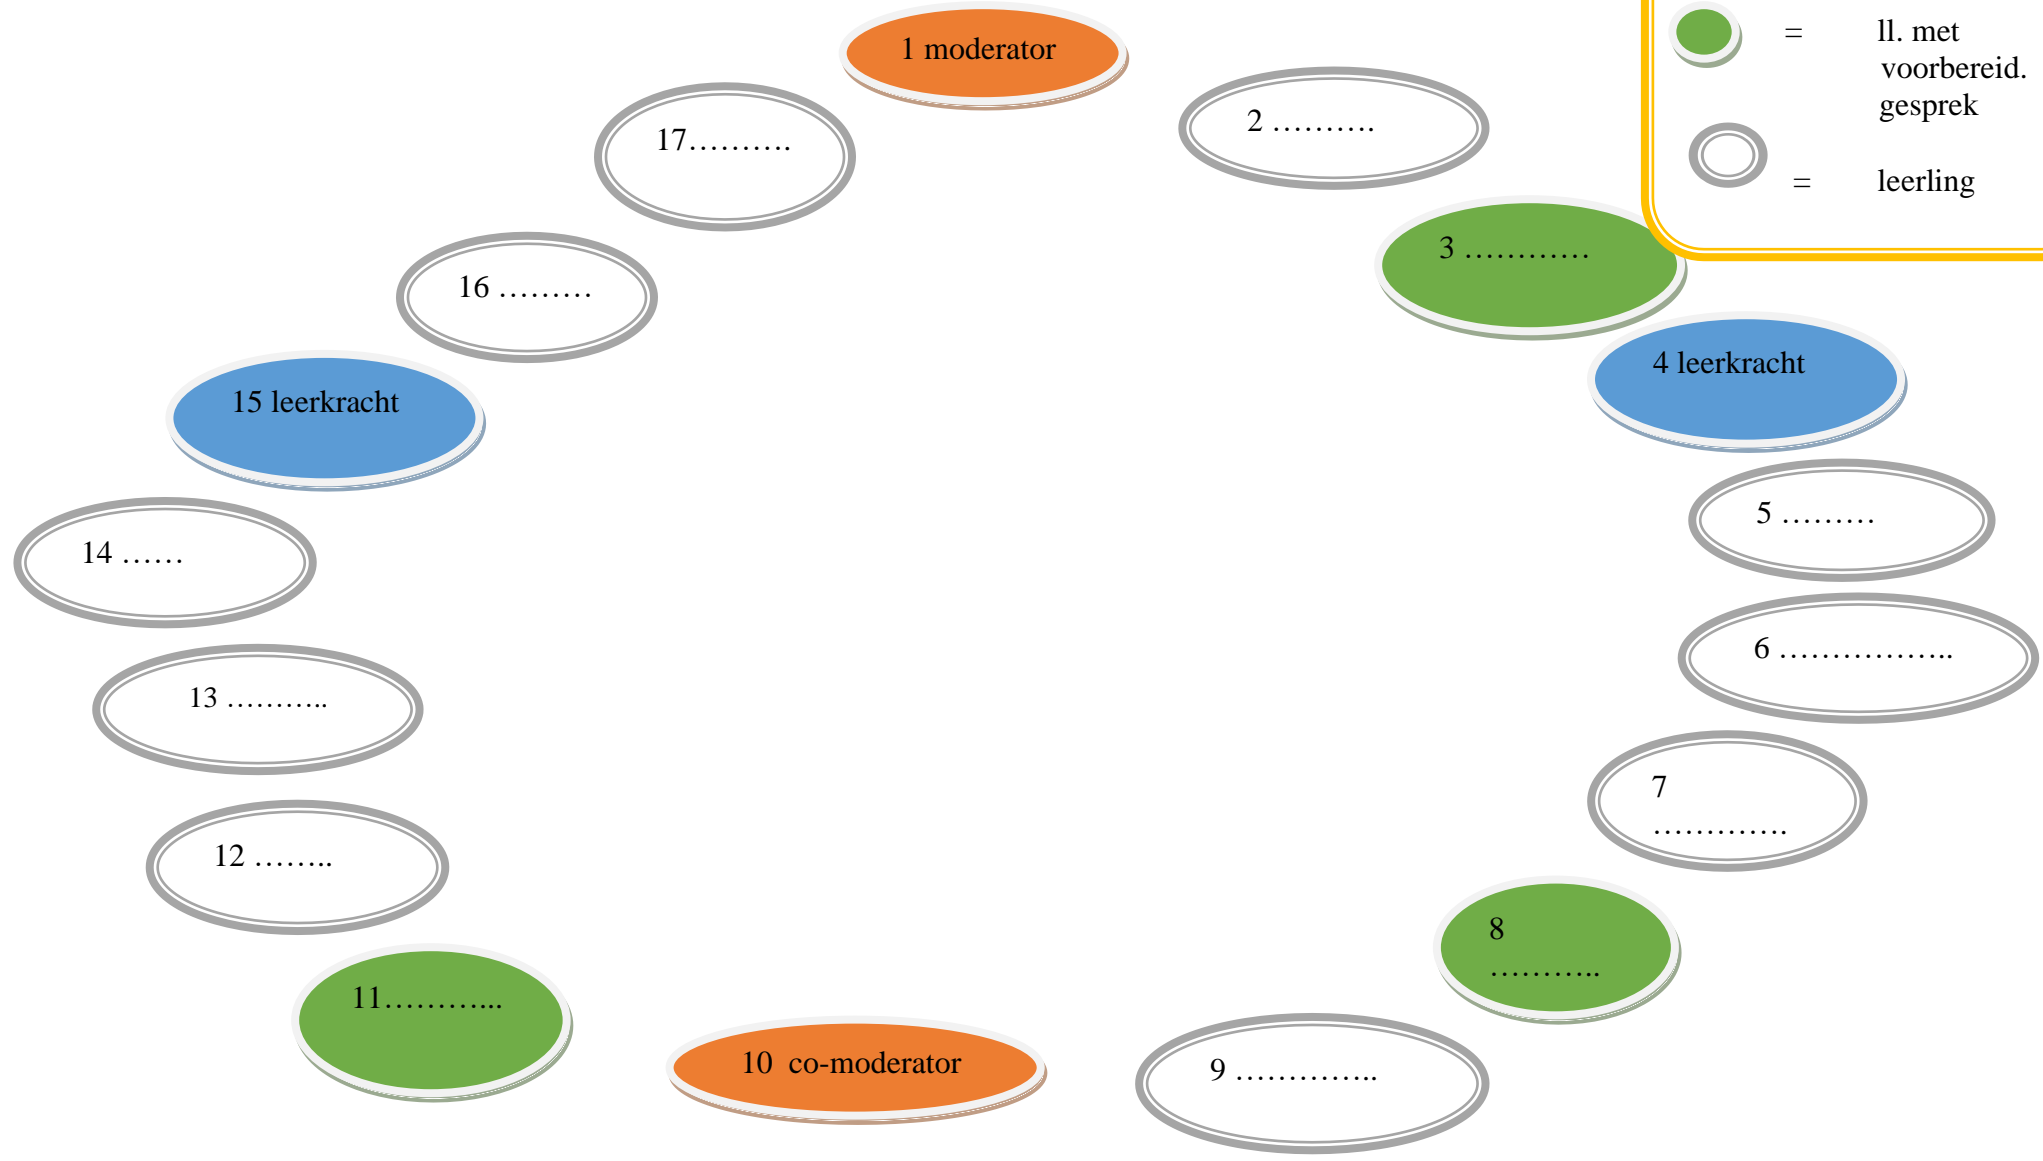 1 moderator
2 ……….
3 …………
4 leerkracht
5 ………
6 ……………..
7
………….
8
………..
9 …………..
10  co-moderator
11………...
12 ……..
13 ………..
14 ……
15 leerkracht
16 ………
17……….
= ll. met
voorbereid.
gesprek
= leerling